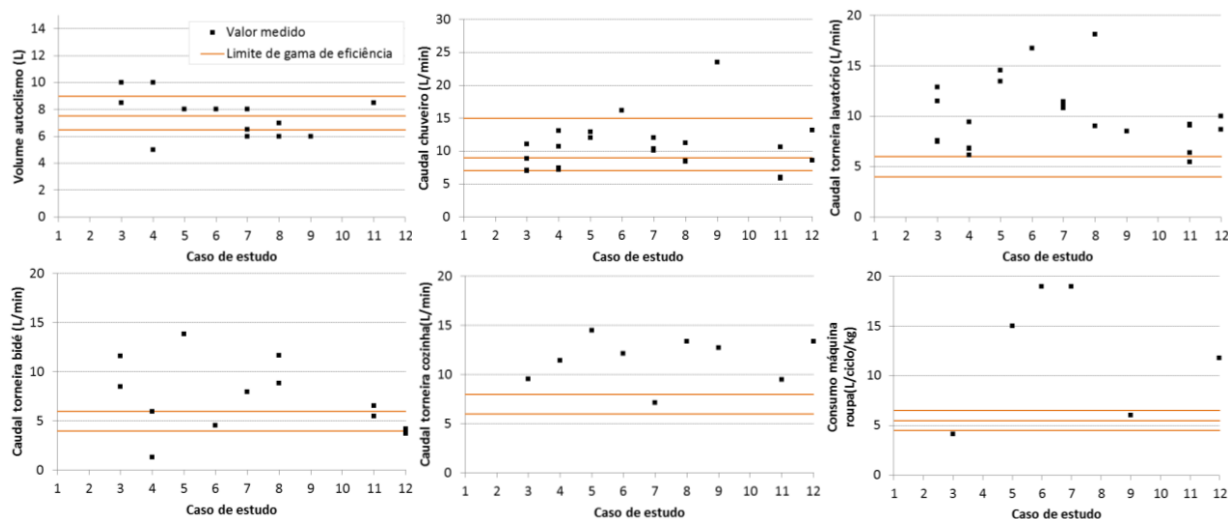 Volume autoclismo (L)
14
12
10
8
6
4
2
0
Valor medido
Limite de gama de eficiência
1 2 3 4 5 6 7 8 9 10 11 12
Caso de estudo
Caudal chuveiro (L/min)
30
25
20
15
10
5
0
1 2 3 4 5 6 7 8 9 10 11 12
Caso de estudo
Caudal torneira lavatório (L/min)
20
15
10
5
0
1 2 3 4 5 6 7 8 9 10 11 12
Caso de estudo
Caudal torneira bidé (L/min)
20
15
10
5
0
1 2 3 4 5 6 7 8 9 10 11 12
Caso de estudo
Caudal torneira cozinha(L/min)
20
15
10
5
0
1 2 3 4 5 6 7 8 9 10 11 12
Caso de estudo
Consumo máquina
roupa(L/ciclo/kg)
20
15
10
5
0
1 2 3 4 5 6 7 8 9 10 11 12
Caso de estudo